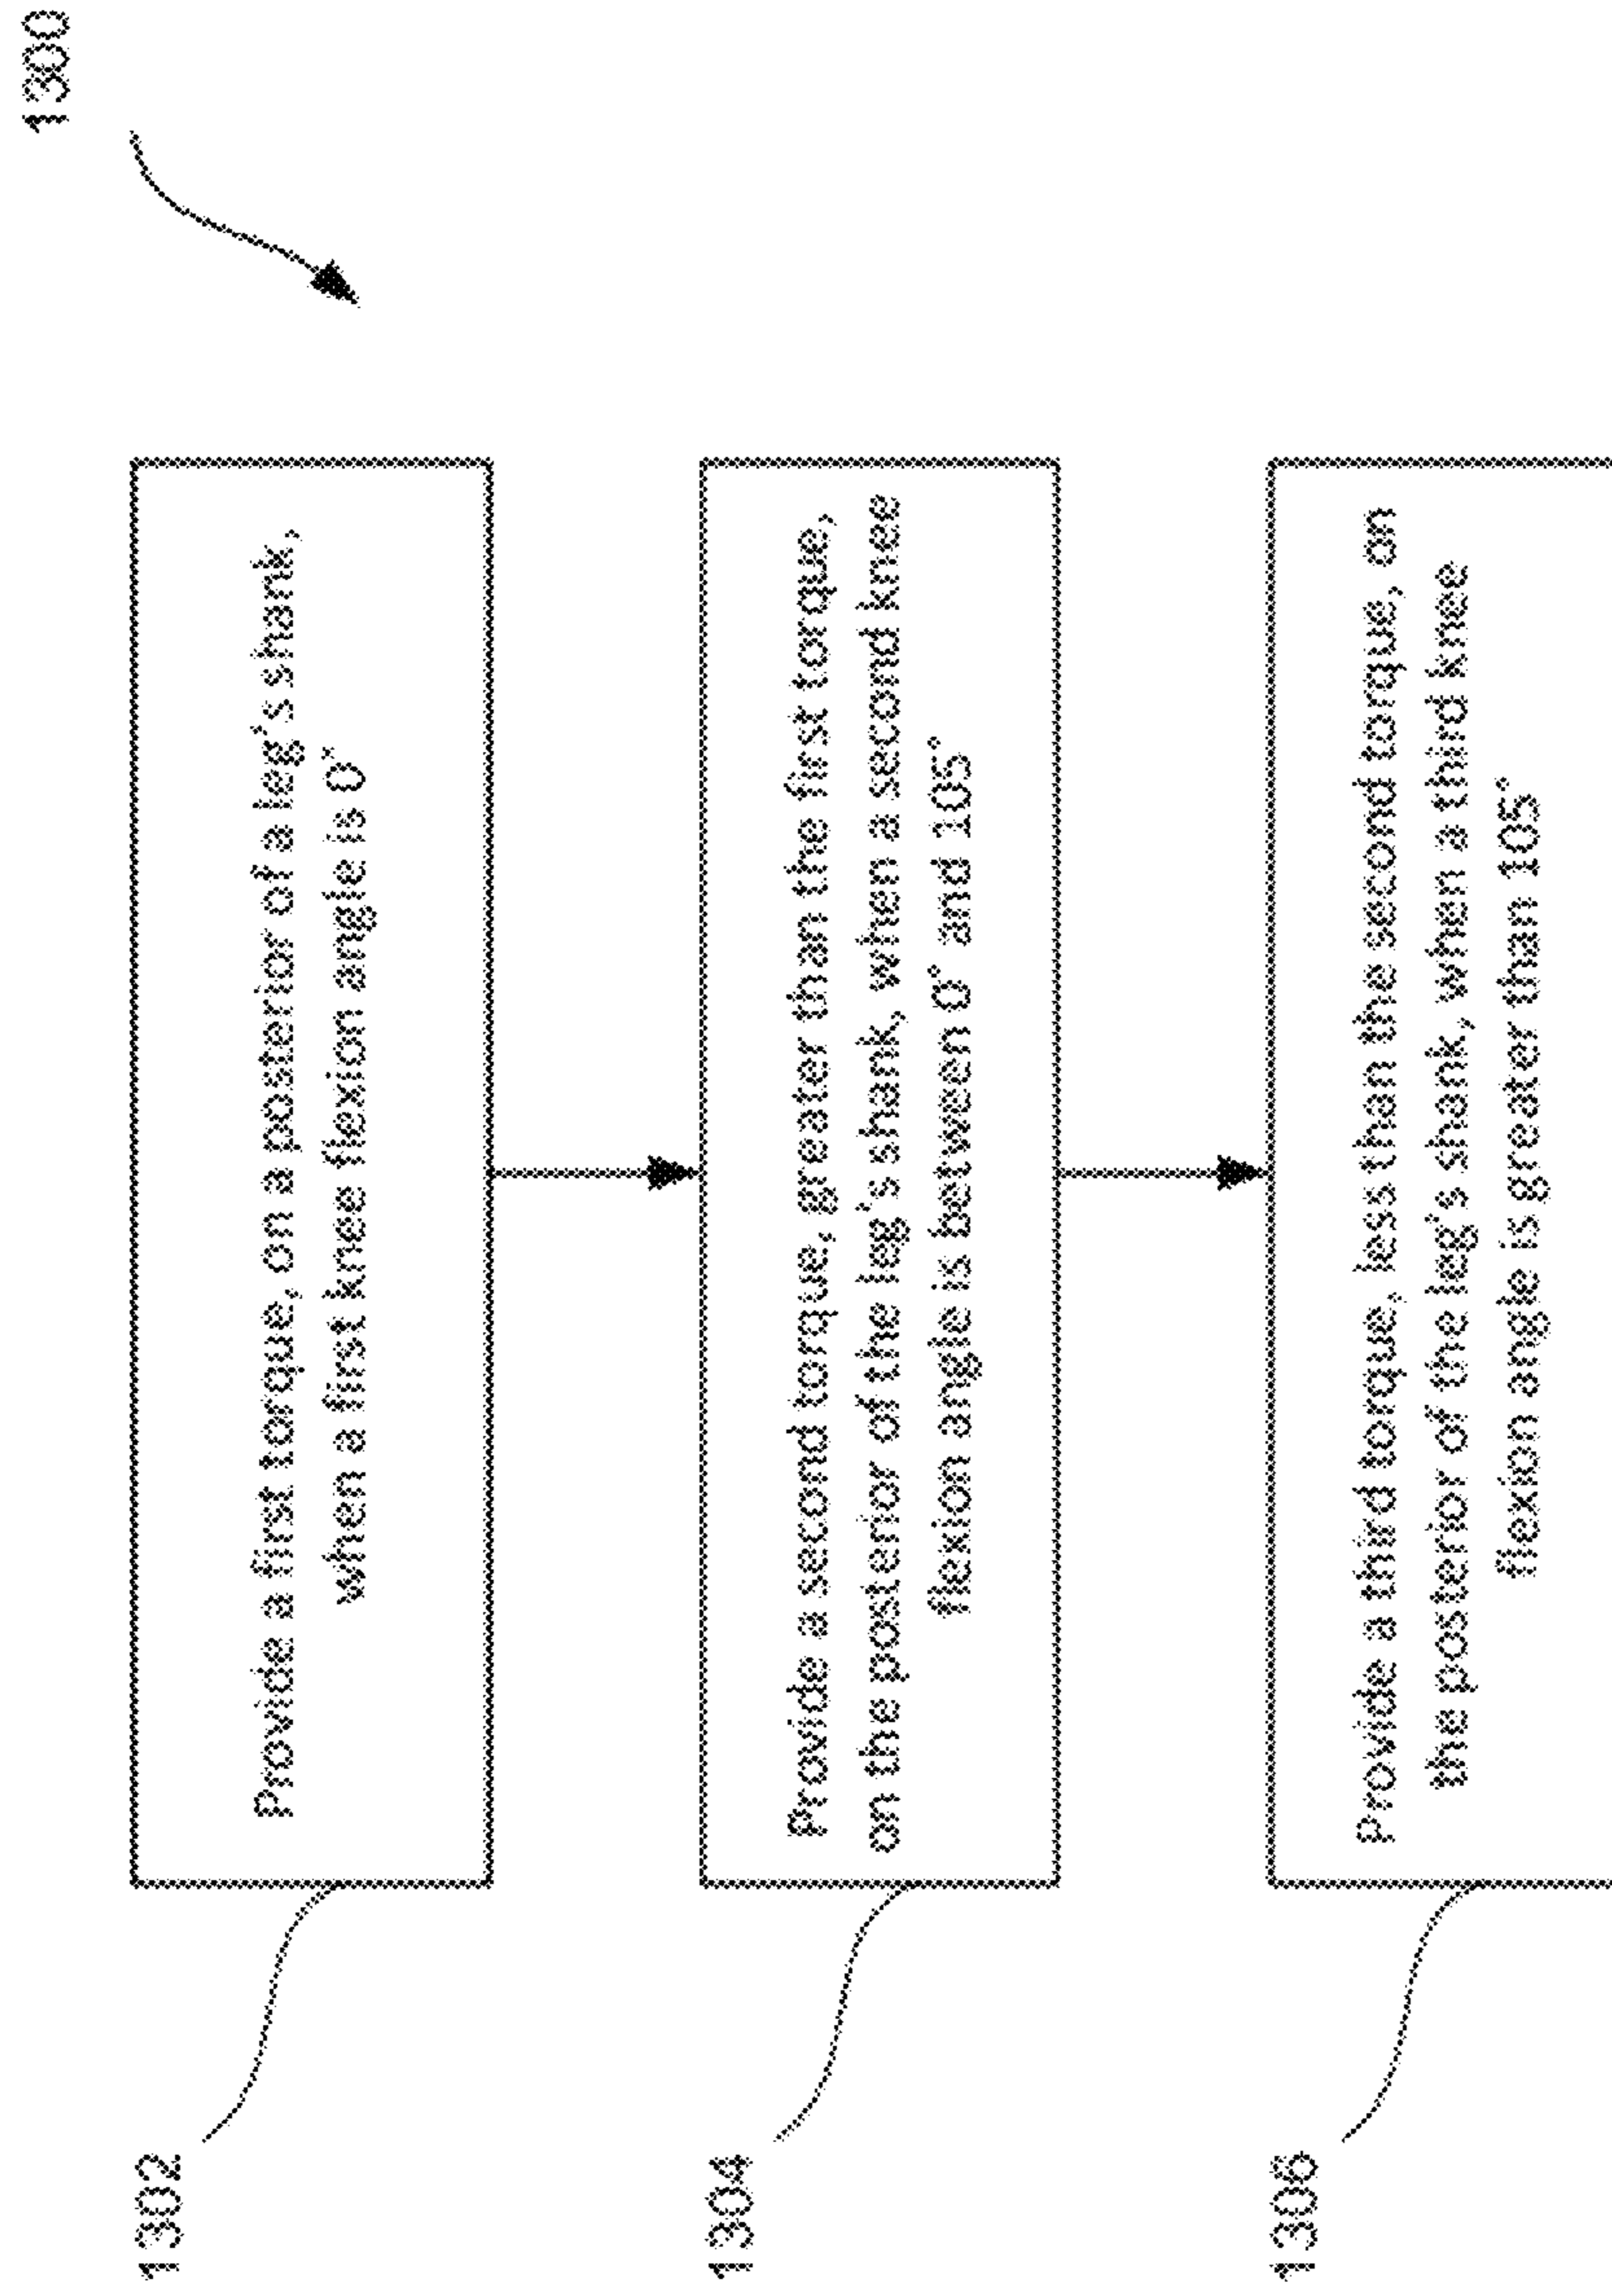 1300
1302
Provide a first torque, on a posterior of a leg's shank,
when a first knee flexion angle is 0°
1304
Provide a second torque, greater than the first torque,
on the posterior of the leg's shank, when a second knee
flexion angle is between 0° and 105°
1306
Provide a third torque, less than the second torque, on
the posterior of the leg's shank, when a third knee
flexion angle is greater than 105°